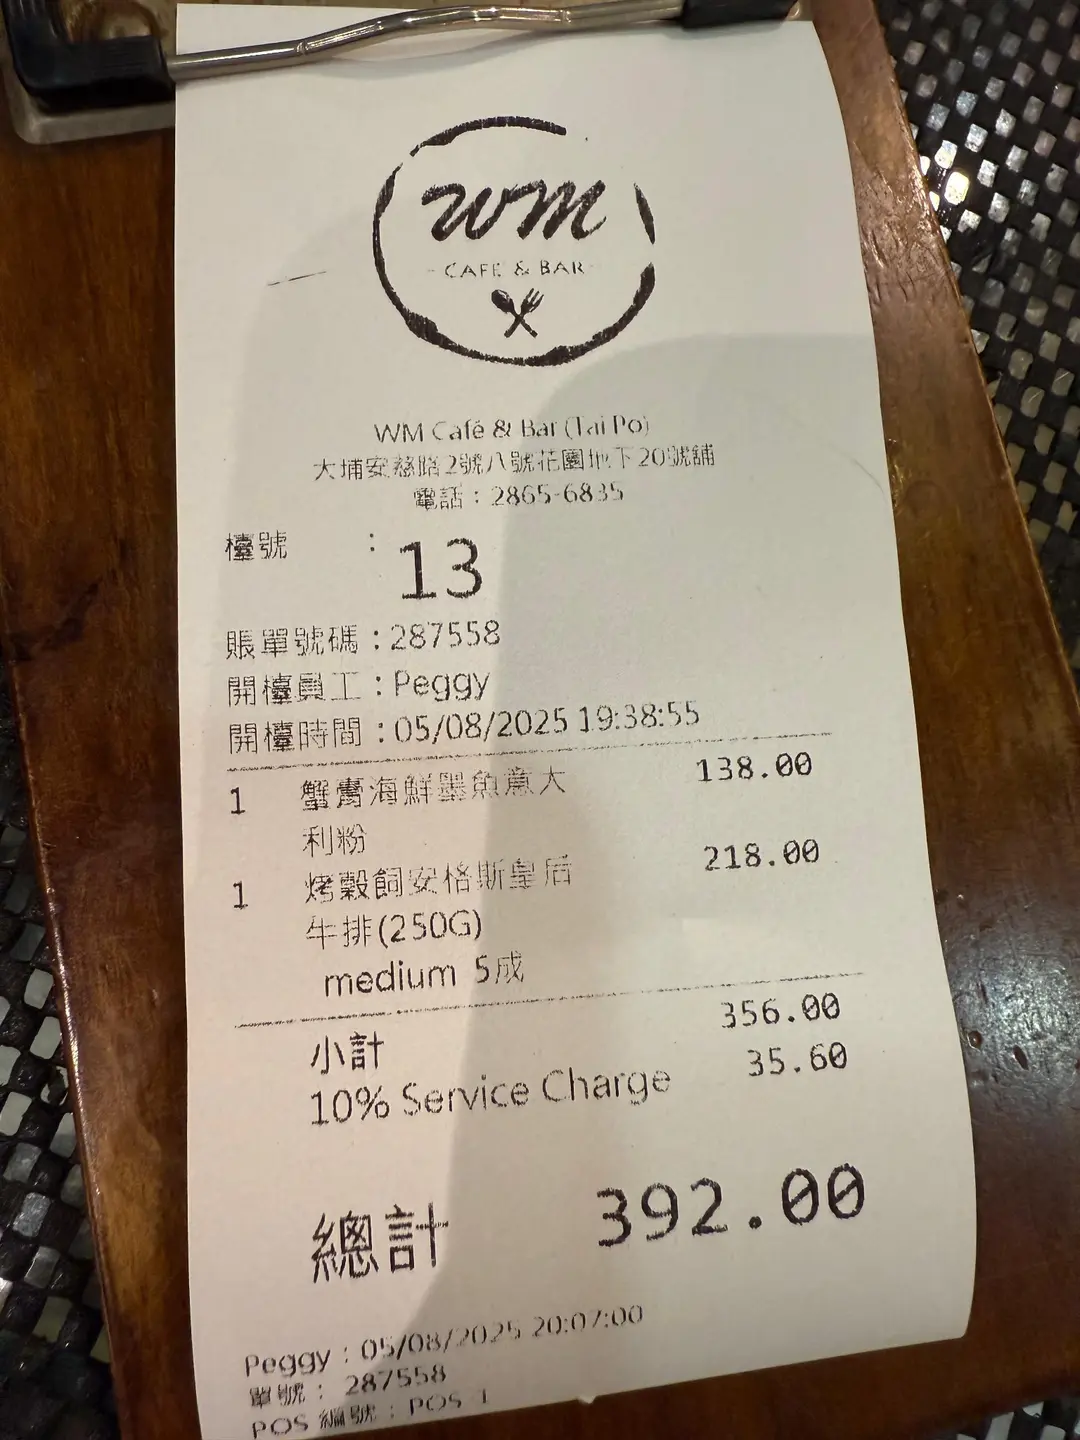 wm
CAFE & BAR
WM Café & Bar (Tai Po)
大埔安慈路2號八號花園地下20號舖
電話：2865-6835
檯號 : 13
賬單號碼：287558
開檯員工：Peggy
開檯時間：05/08/2025 19:38:55
1 蟹膏海鮮墨魚意大 138.00
利粉
1 烤穀飼安格斯皇后 218.00
牛排(250G)
medium 5成
小計 356.00
10% Service Charge 35.60
總計 392.00
Peggy : 05/08/2025 20:07:00
單號： 287558
POS 編號 : POS 1